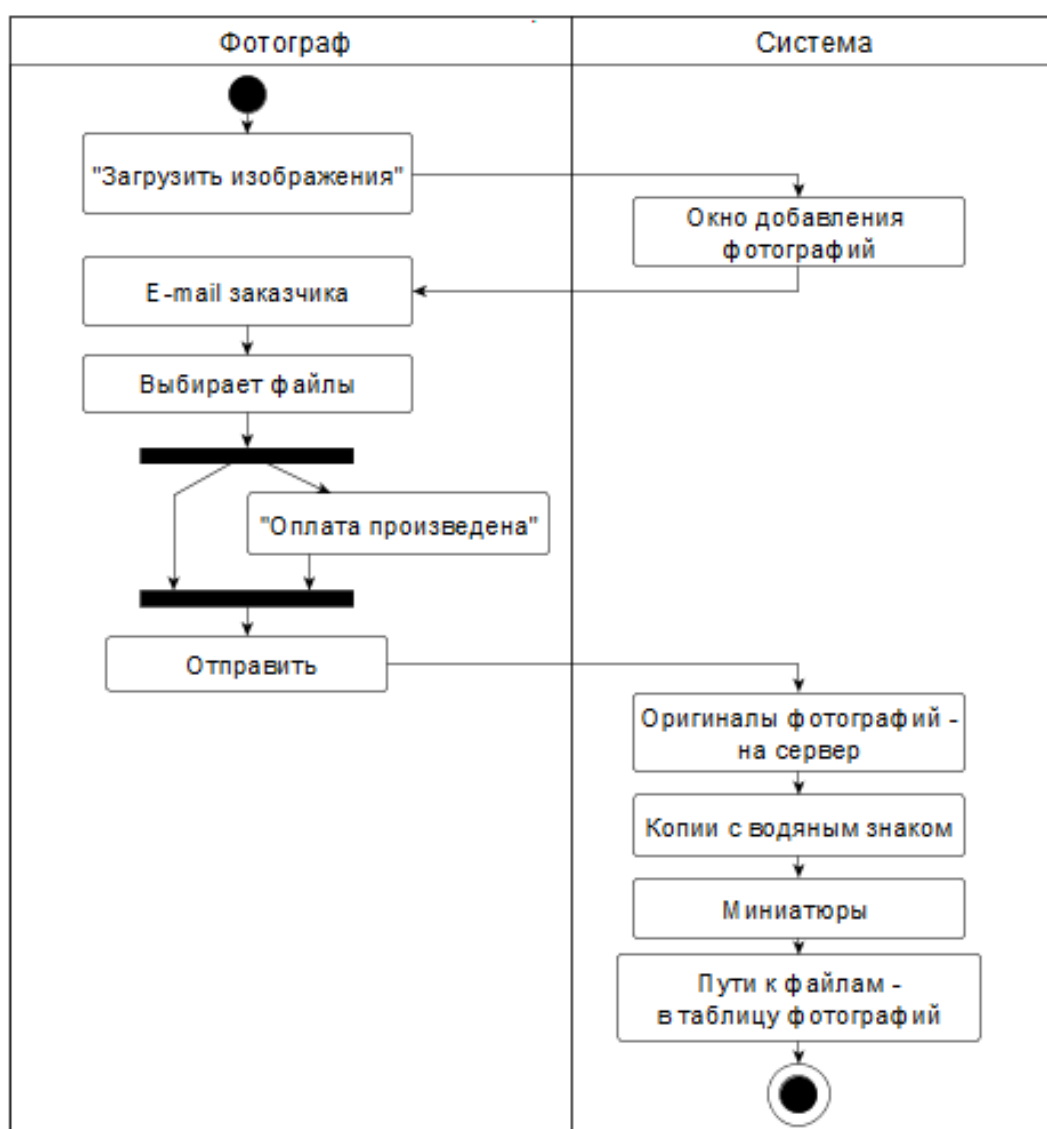 Фотограф
Система
"Загрузить изображения"
Окно добавления
фотографий
E-mail заказчика
Выбирает файлы
"Оплата произведена"
Отправить
Оригиналы фотографий -
на сервер
Копии с водяным знаком
Миниатюры
Пути к файлам -
в таблицу фотографий